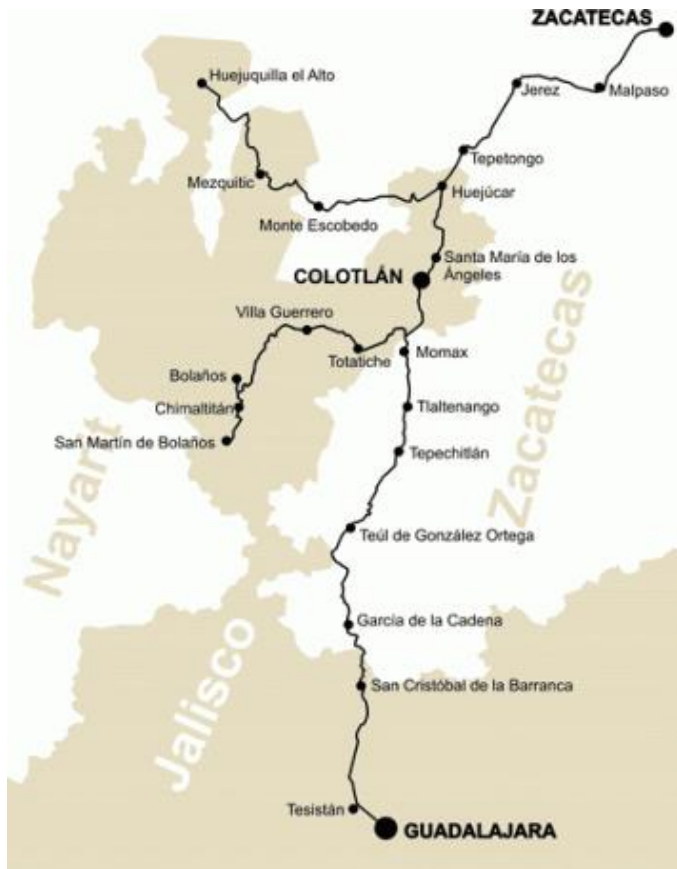 ZACATECAS
Huejuquilla el Alto
Jerez
Malpaso
Tepetongo
Mezquitic
Huejúcar
Monte Escobedo
Santa María de los
Ángeles
COLOTLÁN
Villa Guerrero
Totatiche
Momax
Bolaños
Chimaltitán
Tlaltenango
San Martín de Bolaños
Tepechitlán
Zacatecas
Nayart
Teúl de González Ortega
García de la Cadena
Jalisco
San Cristóbal de la Barranca
Tesistán
GUADALAJARA